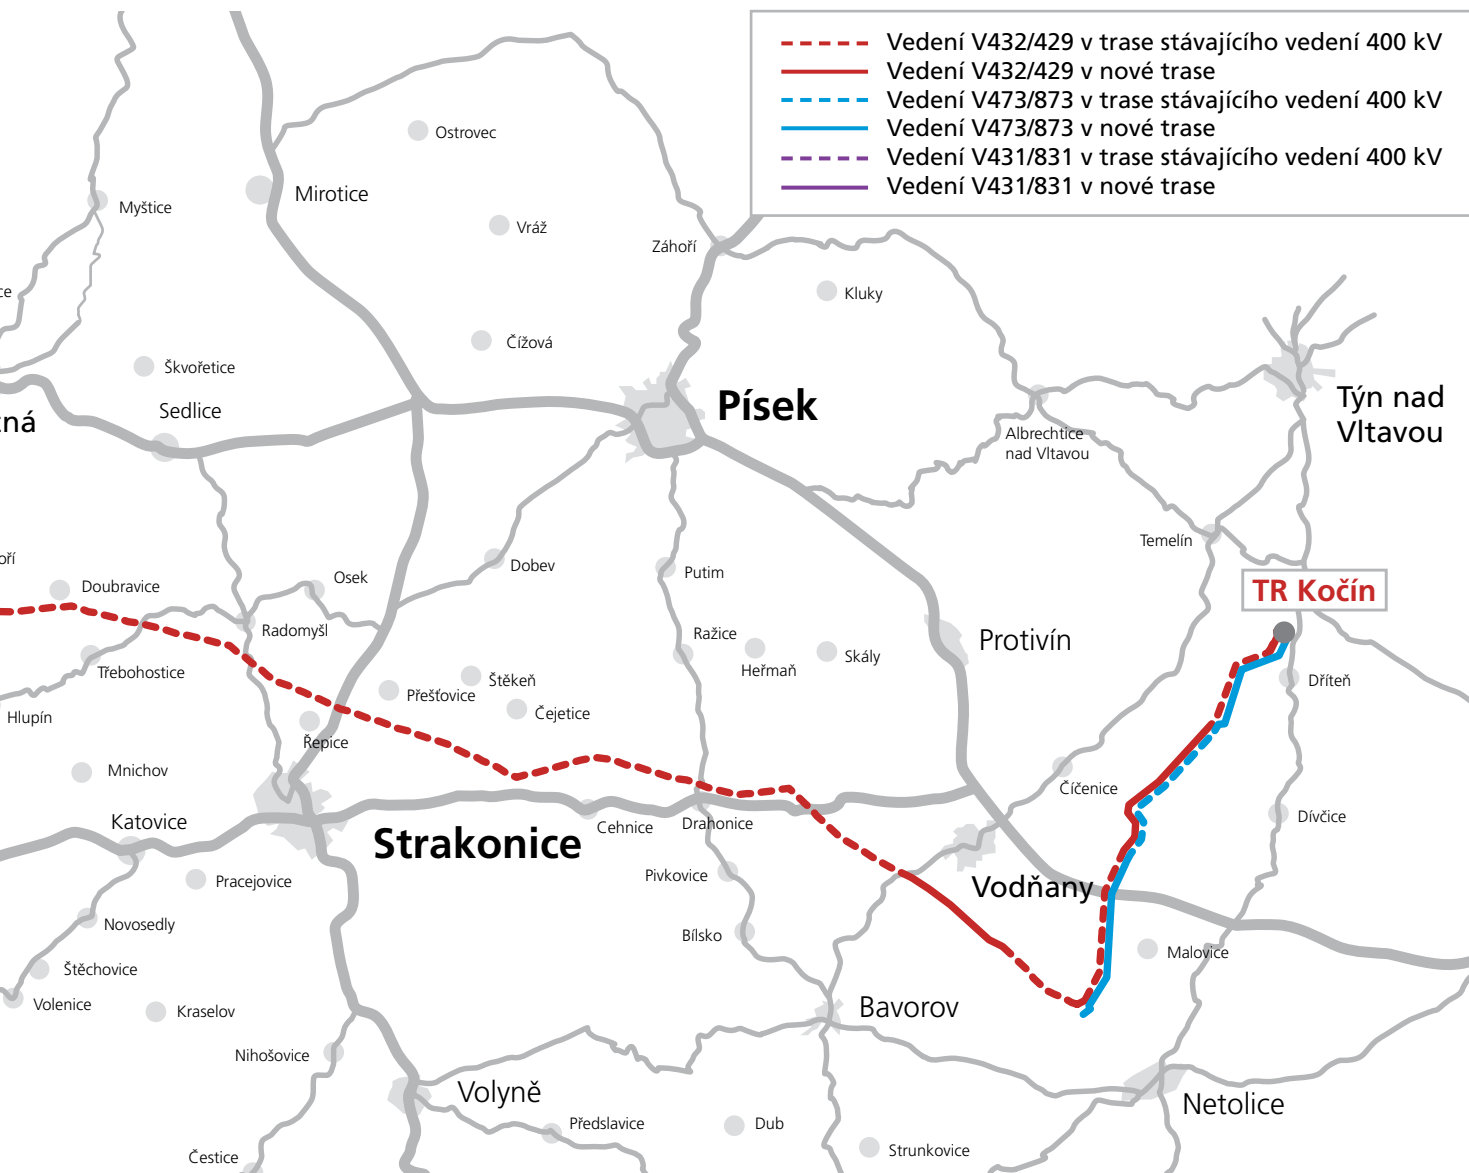 Vedení V432/429 v trase stávajícího vedení 400 kV
Vedení V432/429 v nové trase
Vedení V473/873 v trase stávajícího vedení 400 kV
Vedení V473/873 v nové trase
Vedení V431/831 v trase stávajícího vedení 400 kV
Vedení V431/831 v nové trase
Ostrovec
Mirotice
Myštice
Vráž
Záhoří
ce
Kluky
Čížová
Škvořetice
Sedlice
Písek
Týn nad
Vltavou
ná
Albrechtice
nad Vltavou
Temelín
oří
Doubravice
Osek
Dobev
Putim
TR Kočín
Radomyšl
Ražice
Heřmaň
Skály
Protivín
Třebohostice
Štěkeň
Přešťovice
Čejetice
Dříteň
Hlupín
Řepice
Mnichov
Číčenice
Katovice
Strakonice
Cehnice
Drahonice
Dívčice
Pracejovice
Pivkovice
Vodňany
Novosedly
Bílsko
Malovice
Štěchovice
Volenice
Kraselov
Bavorov
Nihošovice
Volyně
Netolice
Předslavice
Dub
Strunkovice
Čestice